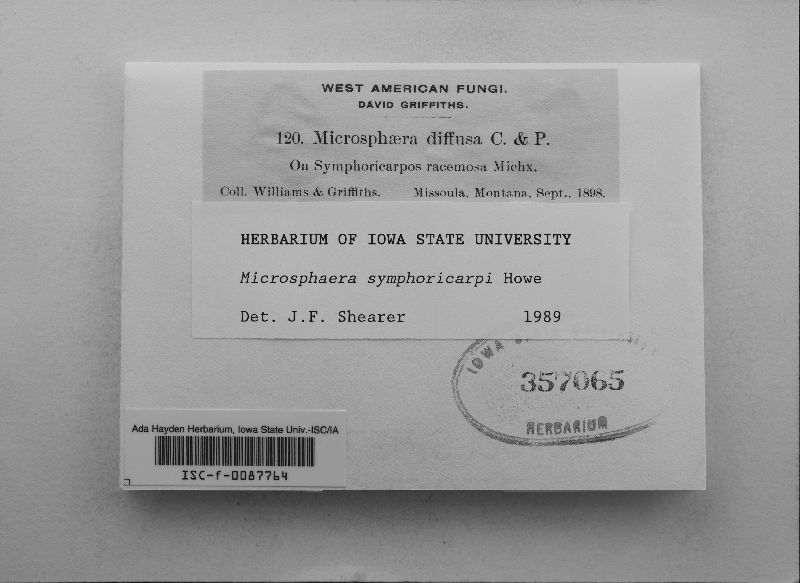 WEST AMERICAN FUNGI.
DAVID GRIFFITHS.
120. Microsphæra diffusa C. & P.
On Symphoricarpos racemosa Michx.
Coll. Williams & Griffiths. Missoula, Montana, Sept., 1898.
HERBARIUM OF IOWA STATE UNIVERSITY
Microsphaera symphoricarpi Howe
Det. J.F. Shearer 1989
IOWA
357065
HERBARIUM
Ada Hayden Herbarium, Iowa State Univ.-ISC/IA
ISC-f-0087764